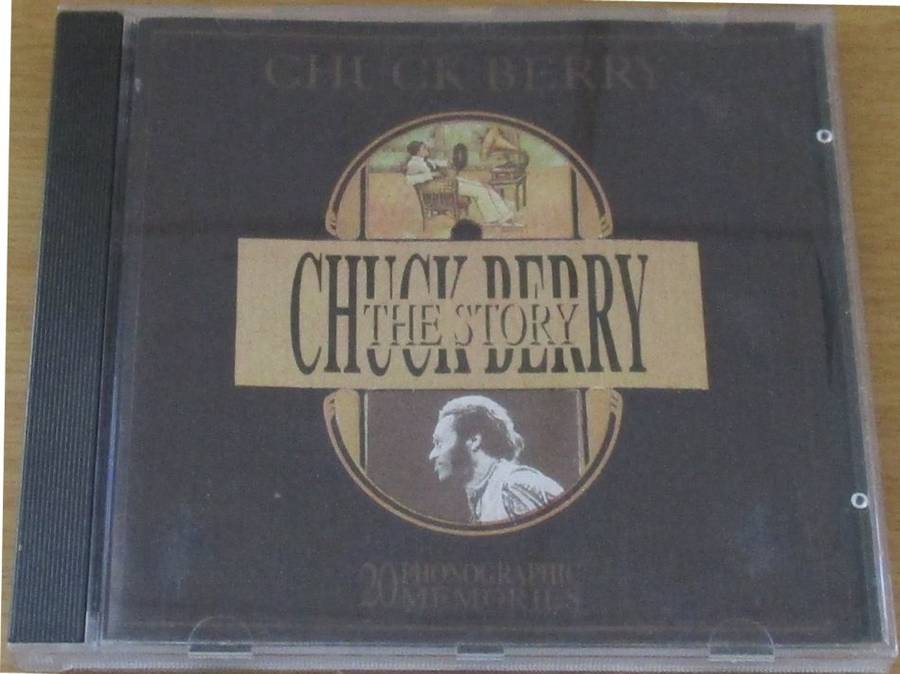 CHUCK BERRY
CHUCK BERRY
THE STORY
20 PHONOGRAPHIC
MEMORIES